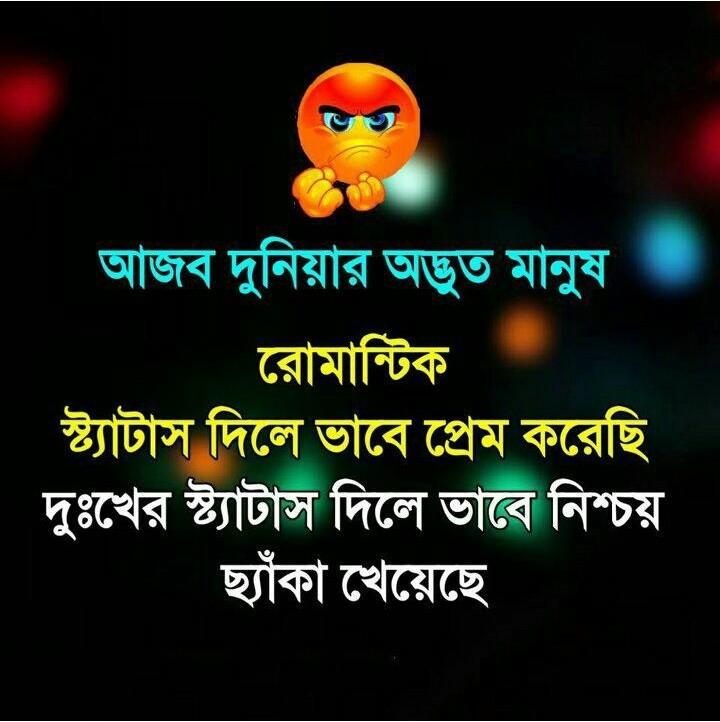 আজব দুনিয়ার অদ্ভুত মানুষ
রোমান্টিক
স্ট্যাটাস দিলে ভাবে প্রেম করেছি
দুঃখের স্ট্যাটাস দিলে ভাবে নিশ্চয়
ছ্যাঁকা খেয়েছে